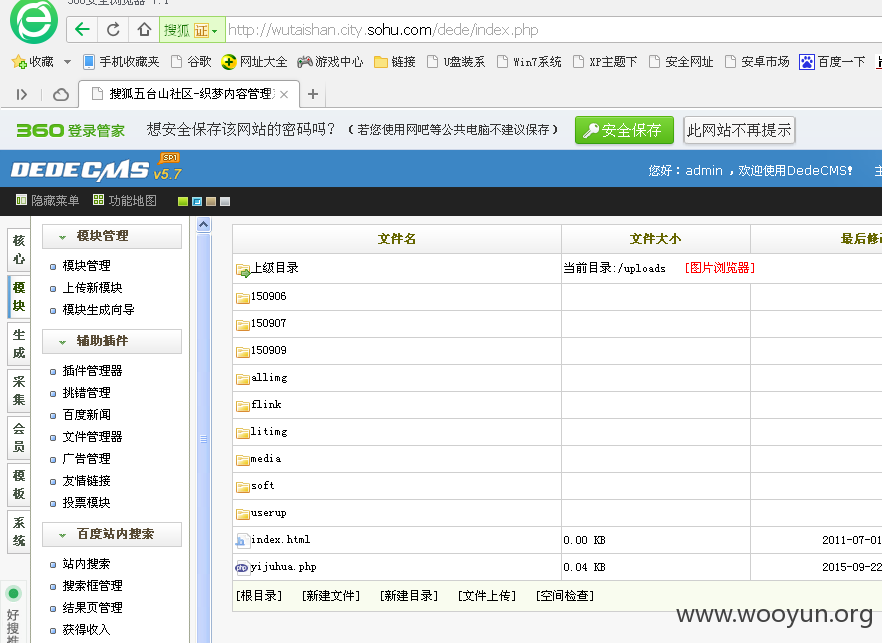 360安全浏览器 7.1
搜狐 证 http://wutaishan.city.sohu.com/dede/index.php
收藏 手机收藏夹 谷歌 网址大全 游戏中心 链接 U盘装系 Win7系统 XP主题下 安全网址 安卓市场 百度一下
搜狐五台山社区-织梦内容管理
360 登录管家 想安全保存该网站的密码吗? (若您使用网吧等公共电脑不建议保存) 安全保存 此网站不再提示
DEDECMS SP1 v5.7 您好:admin ,欢迎使用DedeCMS! 主
隐藏菜单 功能地图
核心
模块
生成
采集
会员
模板
系统
好搜推
模块管理
模块管理
上传新模块
模块生成向导
辅助插件
插件管理器
挑错管理
百度新闻
文件管理器
广告管理
友情链接
投票模块
百度站内搜索
站内搜索
搜索框管理
结果页管理
获得收入
文件名 文件大小 最后修改
上级目录 当前目录:/uploads [图片浏览器]
150906
150907
150909
allimg
flink
litimg
media
soft
userup
index.html 0.00 KB 2011-07-01
yijuhua.php 0.04 KB 2015-09-22
[根目录] [新建文件] [新建目录] [文件上传] [空间检查]
www.wooyun.org